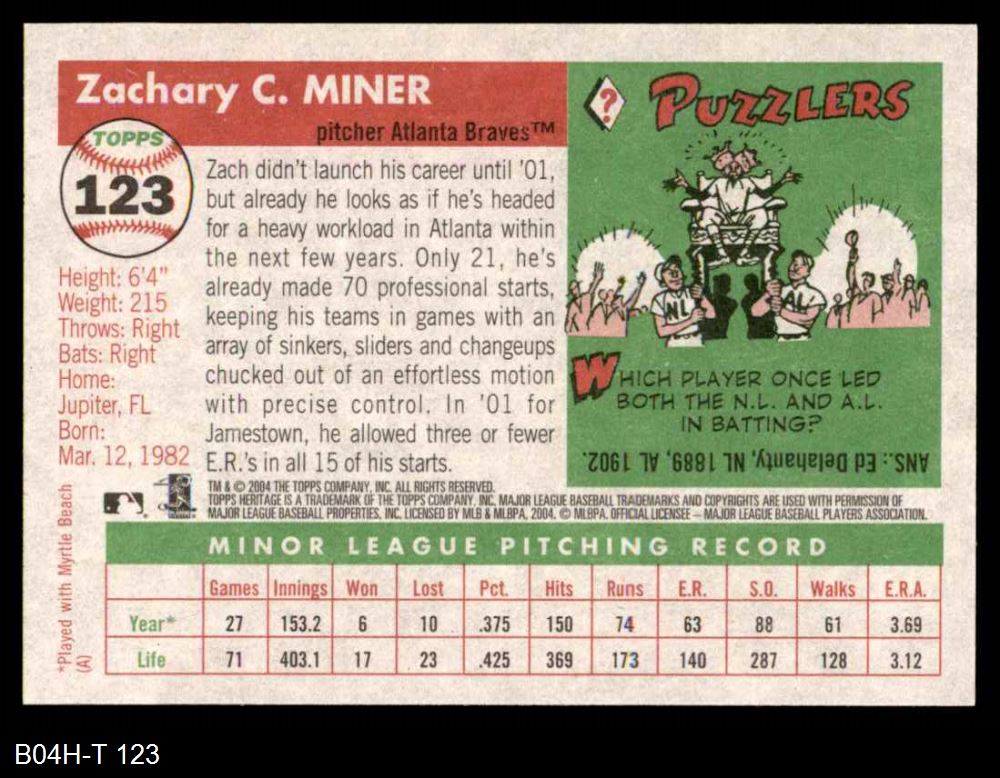 Zachary C. MINER
pitcher Atlanta Braves™
TOPPS
123
Height: 6'4"
Weight: 215
Throws: Right
Bats: Right
Home:
Jupiter, FL
Born:
Mar. 12, 1982
Zach didn't launch his career until '01,
but already he looks as if he's headed
for a heavy workload in Atlanta within
the next few years. Only 21, he's
already made 70 professional starts,
keeping his teams in games with an
array of sinkers, sliders and changeups
chucked out of an effortless motion
with precise control. In '01 for
Jamestown, he allowed three or fewer
E.R.'s in all 15 of his starts.
?
PUZZLERS
NL
AL
WHICH PLAYER ONCE LED
BOTH THE N.L. AND A.L.
IN BATTING?
ANS.: Ed Delahanty, NL 1899, AL 1902.
TM & © 2004 THE TOPPS COMPANY, INC. ALL RIGHTS RESERVED.
TOPPS HERITAGE IS A TRADEMARK OF THE TOPPS COMPANY, INC. MAJOR LEAGUE BASEBALL TRADEMARKS AND COPYRIGHTS ARE USED WITH PERMISSION OF
MAJOR LEAGUE BASEBALL PROPERTIES, INC. LICENSED BY MLB & MLBPA, 2004. © MLBPA. OFFICIAL LICENSEE – MAJOR LEAGUE BASEBALL PLAYERS ASSOCIATION.
MINOR LEAGUE PITCHING RECORD
Games Innings Won Lost Pct. Hits Runs E.R. S.O. Walks E.R.A.
Year* 27 153.2 6 10 .375 150 74 63 88 61 3.69
Life 71 403.1 17 23 .425 369 173 140 287 128 3.12
*Played with Myrtle Beach
(A)
B04H-T 123